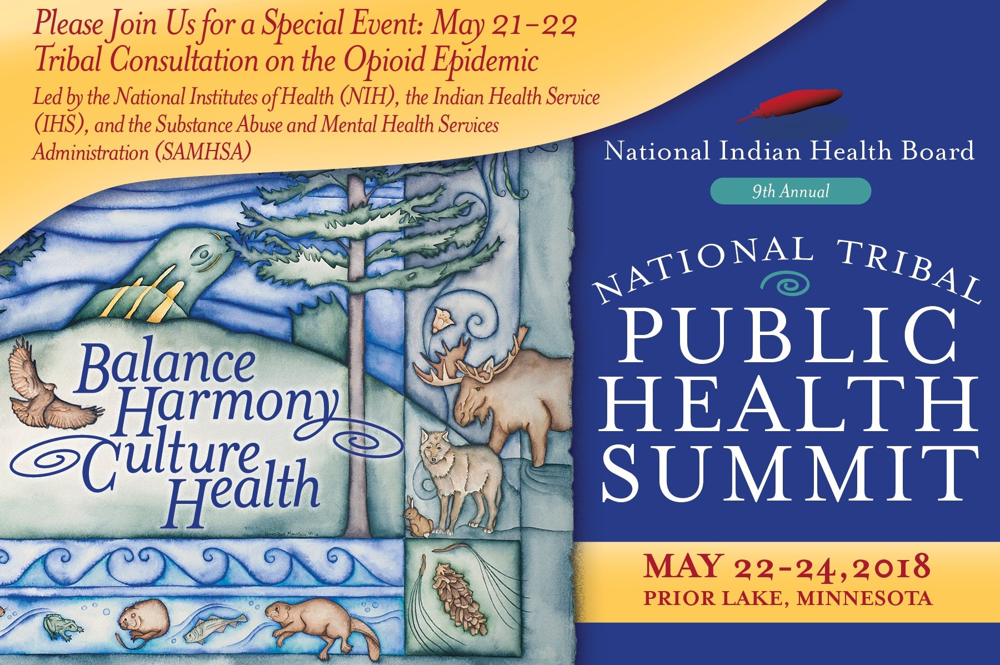 Please Join Us for a Special Event: May 21–22
Tribal Consultation on the Opioid Epidemic
Led by the National Institutes of Health (NIH), the Indian Health Service
(IHS), and the Substance Abuse and Mental Health Services
Administration (SAMHSA)
National Indian Health Board
9th Annual
NATIONAL TRIBAL
PUBLIC
HEALTH
SUMMIT
MAY 22-24, 2018
PRIOR LAKE, MINNESOTA
Balance
Harmony
Culture
Health